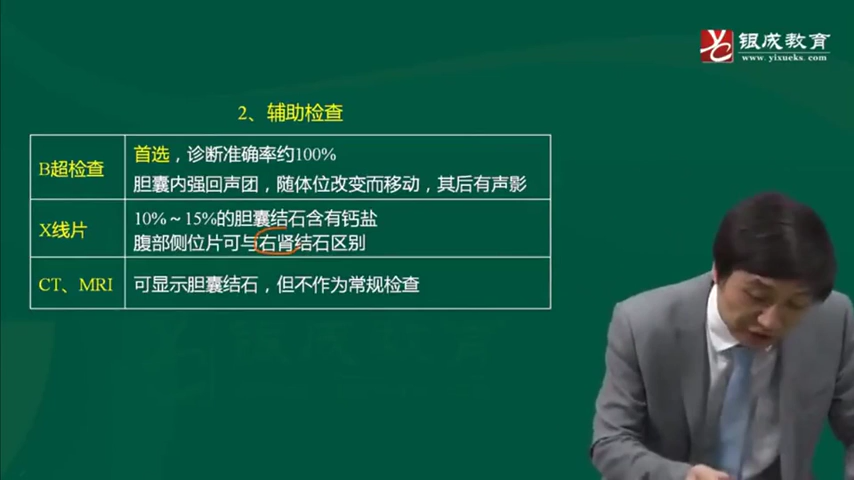 银成教育
www.yixueks.com
2、辅助检查
B超检查
首选，诊断准确率约100%
胆囊内强回声团，随体位改变而移动，其后有声影
X线片
10%～15%的胆囊结石含有钙盐
腹部侧位片可与右肾结石区别
CT、MRI
可显示胆囊结石，但不作为常规检查
银成教育